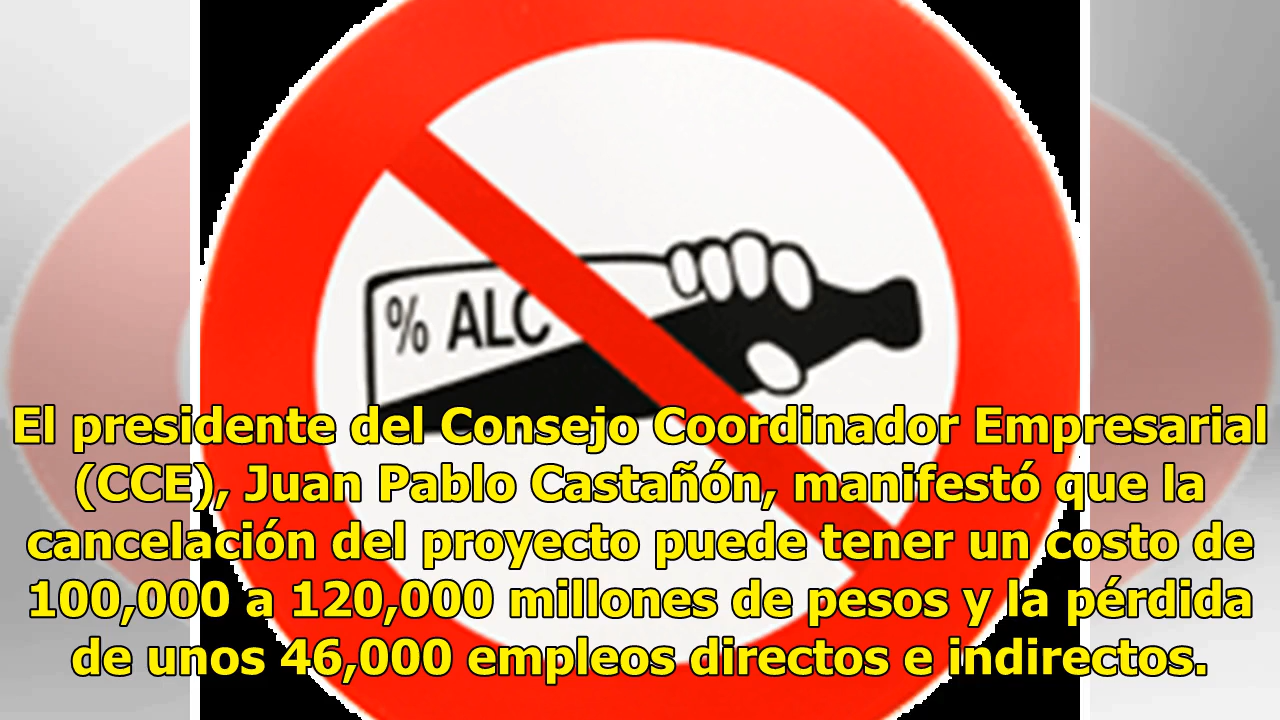 % ALC
El presidente del Consejo Coordinador Empresarial
(CCE), Juan Pablo Castañón, manifestó que la
cancelación del proyecto puede tener un costo de
100,000 a 120,000 millones de pesos y la pérdida
de unos 46,000 empleos directos e indirectos.